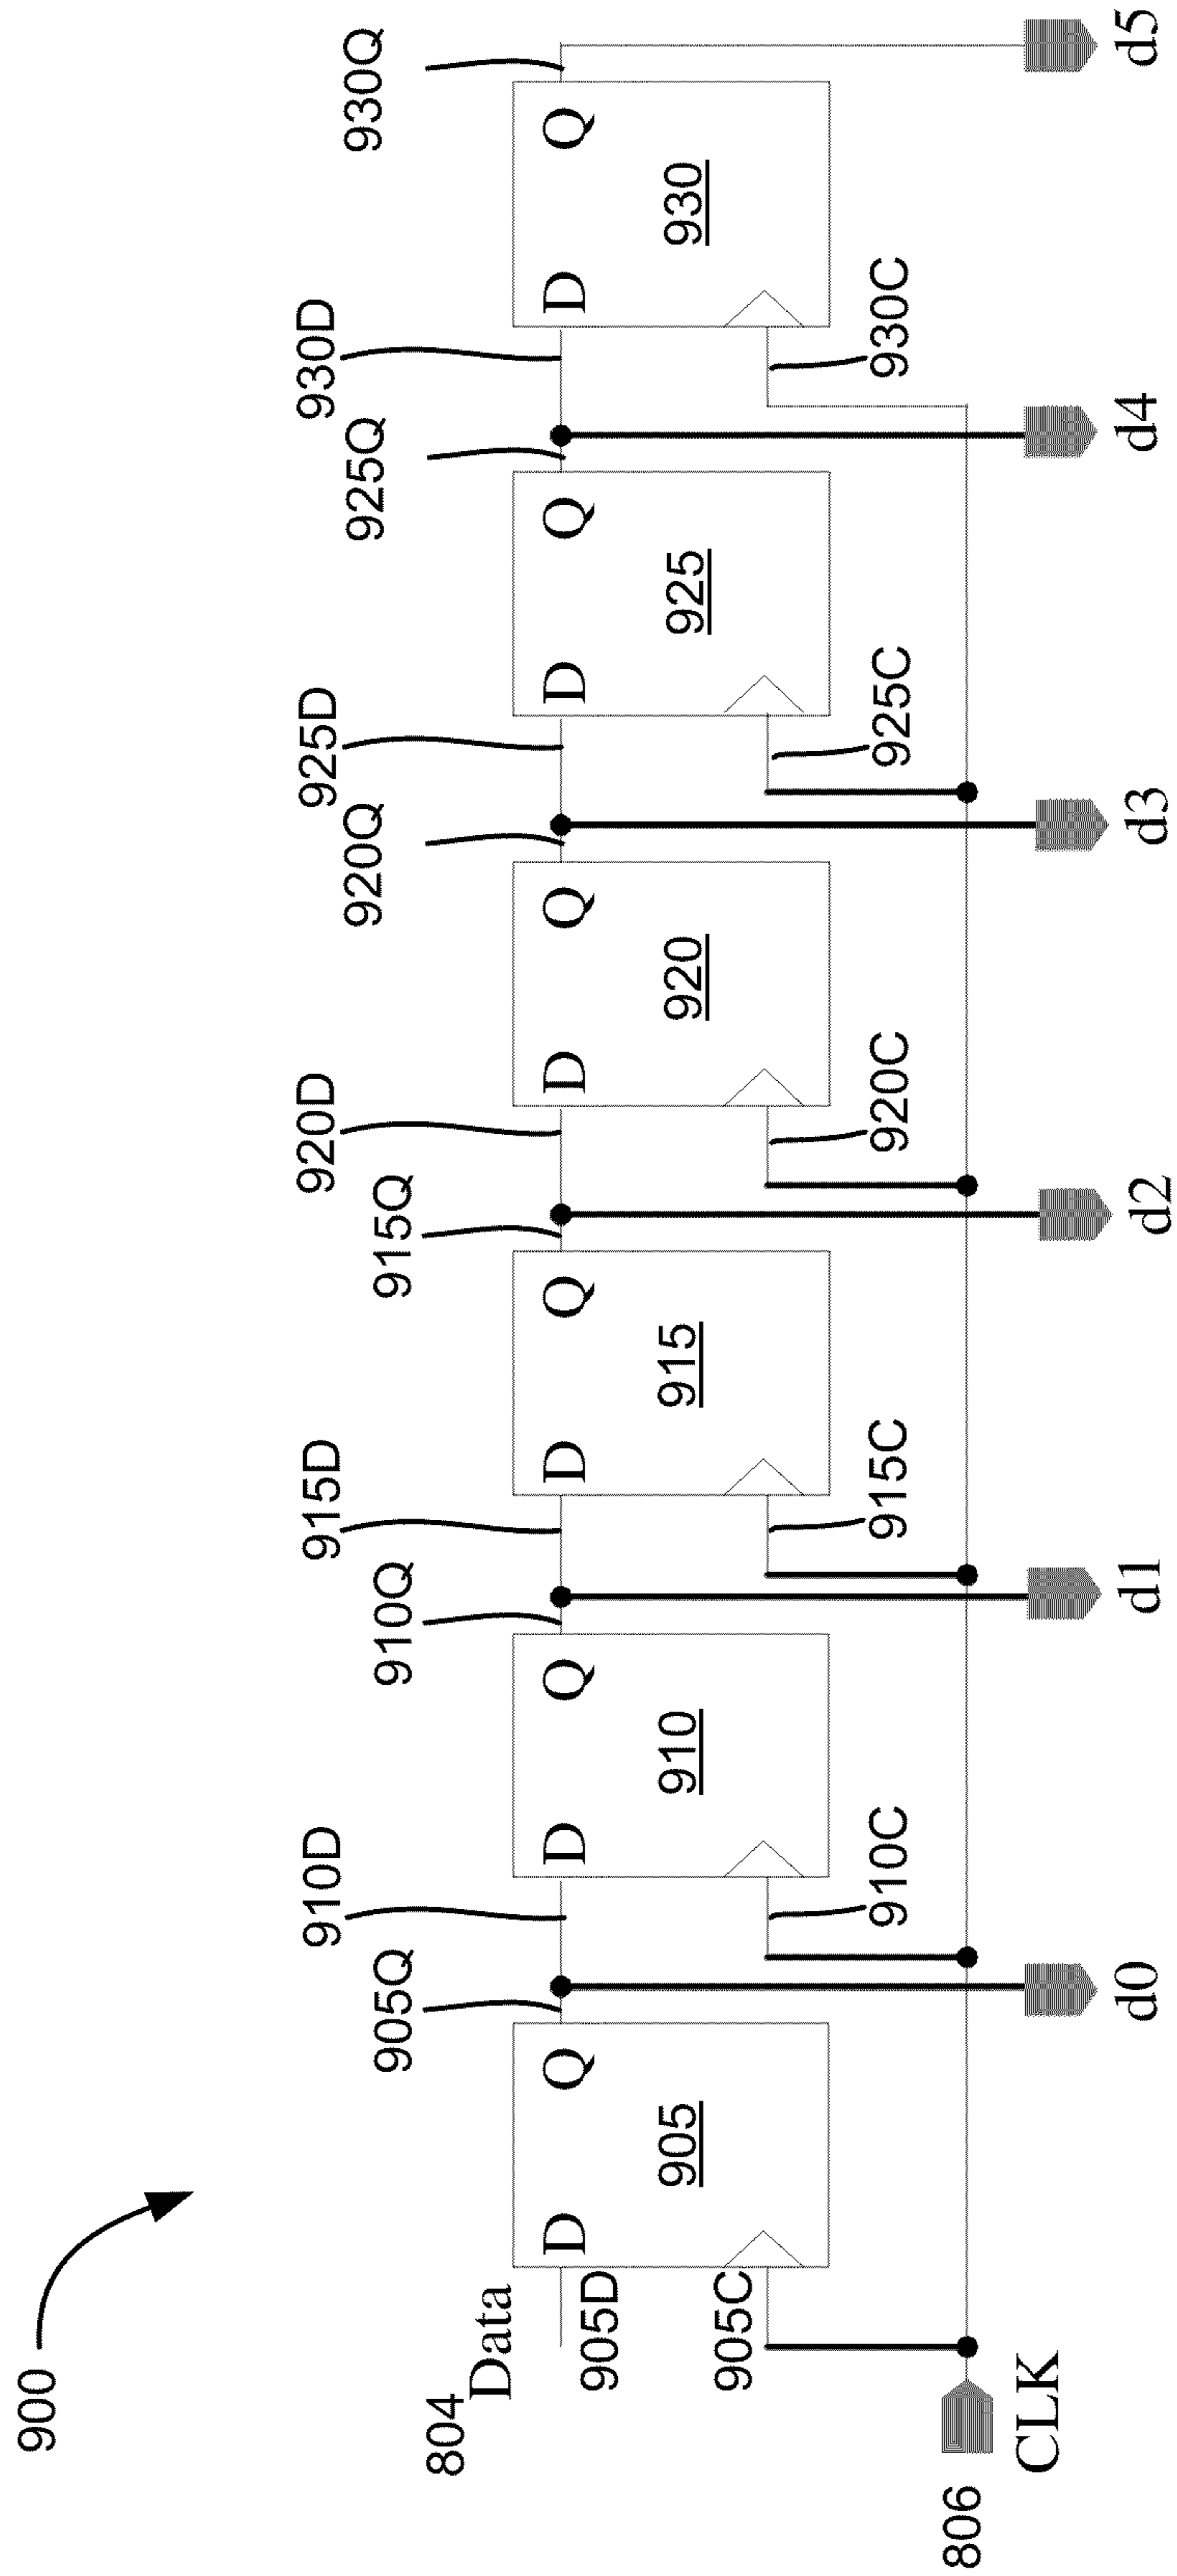 900
910D 915D 920D 925D 930D
905Q 910Q 915Q 920Q 925Q 930Q
804
Data
D Q D Q D Q D Q D Q D Q
905D
905 910 915 920 925 930
905C
910C 915C 920C 925C 930C
806
CLK
d0 d1 d2 d3 d4 d5